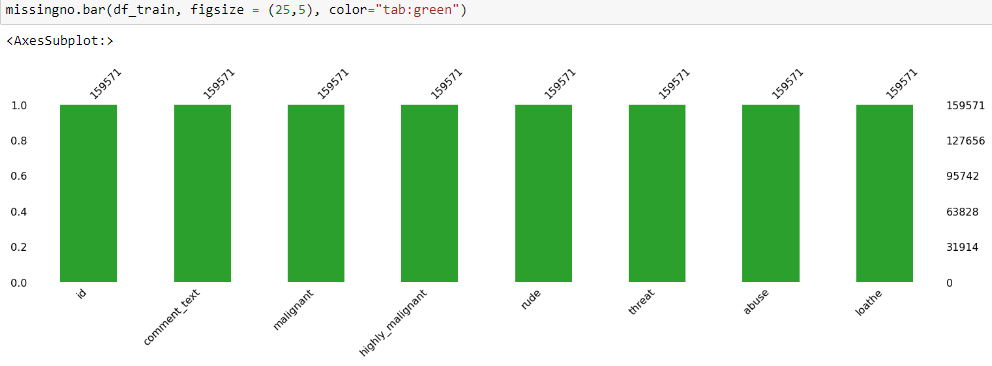 missingno.bar(df_train, figsize = (25,5), color="tab:green")
<AxesSubplot:>
159571 159571 159571 159571 159571 159571 159571 159571
1.0 159571
0.8 127656
0.6 95742
0.4 63828
0.2 31914
0.0 0
id comment_text malignant highly_malignant rude threat abuse loathe